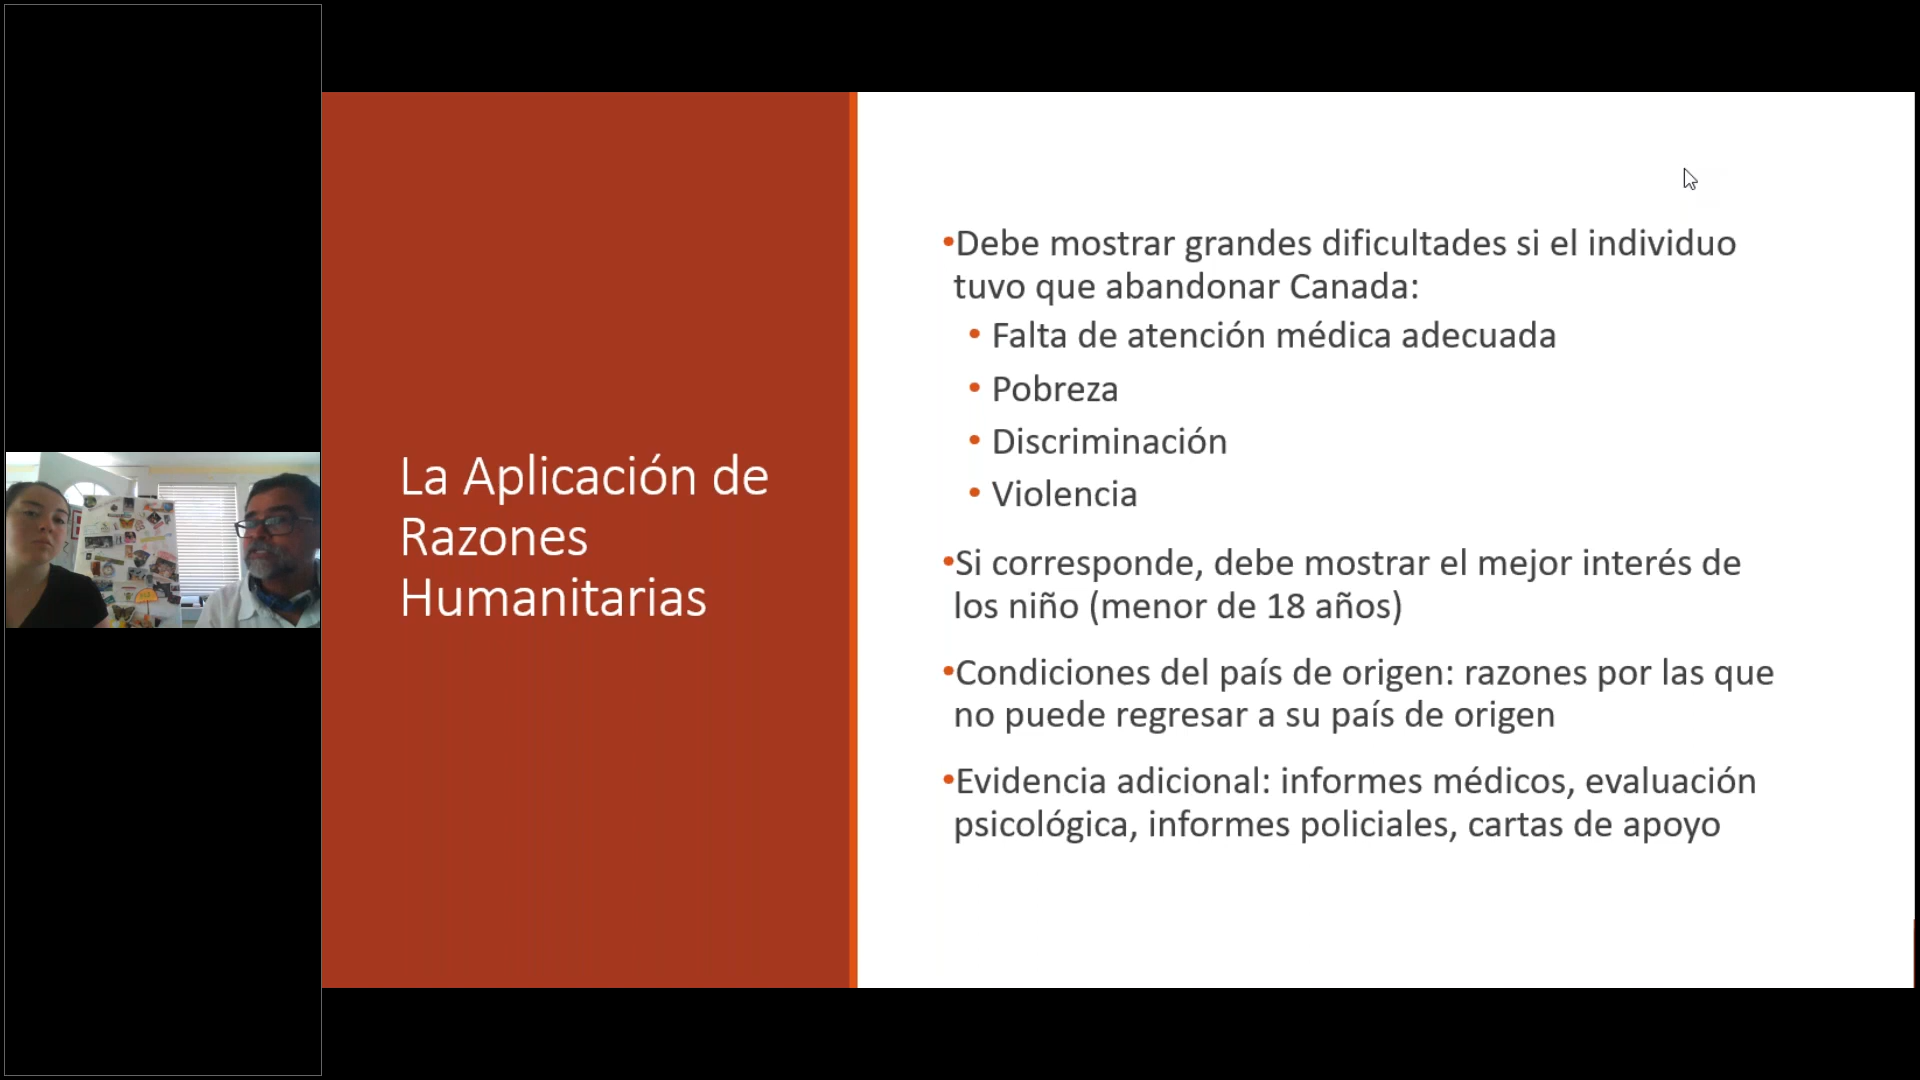 La Aplicación de
Razones
Humanitarias
•Debe mostrar grandes dificultades si el individuo
tuvo que abandonar Canada:
• Falta de atención médica adecuada
• Pobreza
• Discriminación
• Violencia
•Si corresponde, debe mostrar el mejor interés de
los niño (menor de 18 años)
•Condiciones del país de origen: razones por las que
no puede regresar a su país de origen
•Evidencia adicional: informes médicos, evaluación
psicológica, informes policiales, cartas de apoyo